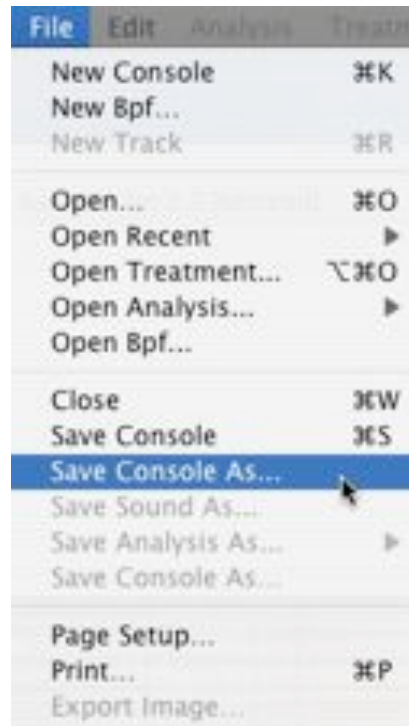 File Edit Analysis Treatm
New Console ⌘K
New Bpf...
New Track ⌘R
Open... ⌘O
Open Recent ▶
Open Treatment... ⌥⌘O
Open Analysis... ▶
Open Bpf...
Close ⌘W
Save Console ⌘S
Save Console As...
Save Sound As...
Save Analysis As... ▶
Save Console As...
Page Setup...
Print... ⌘P
Export Image...